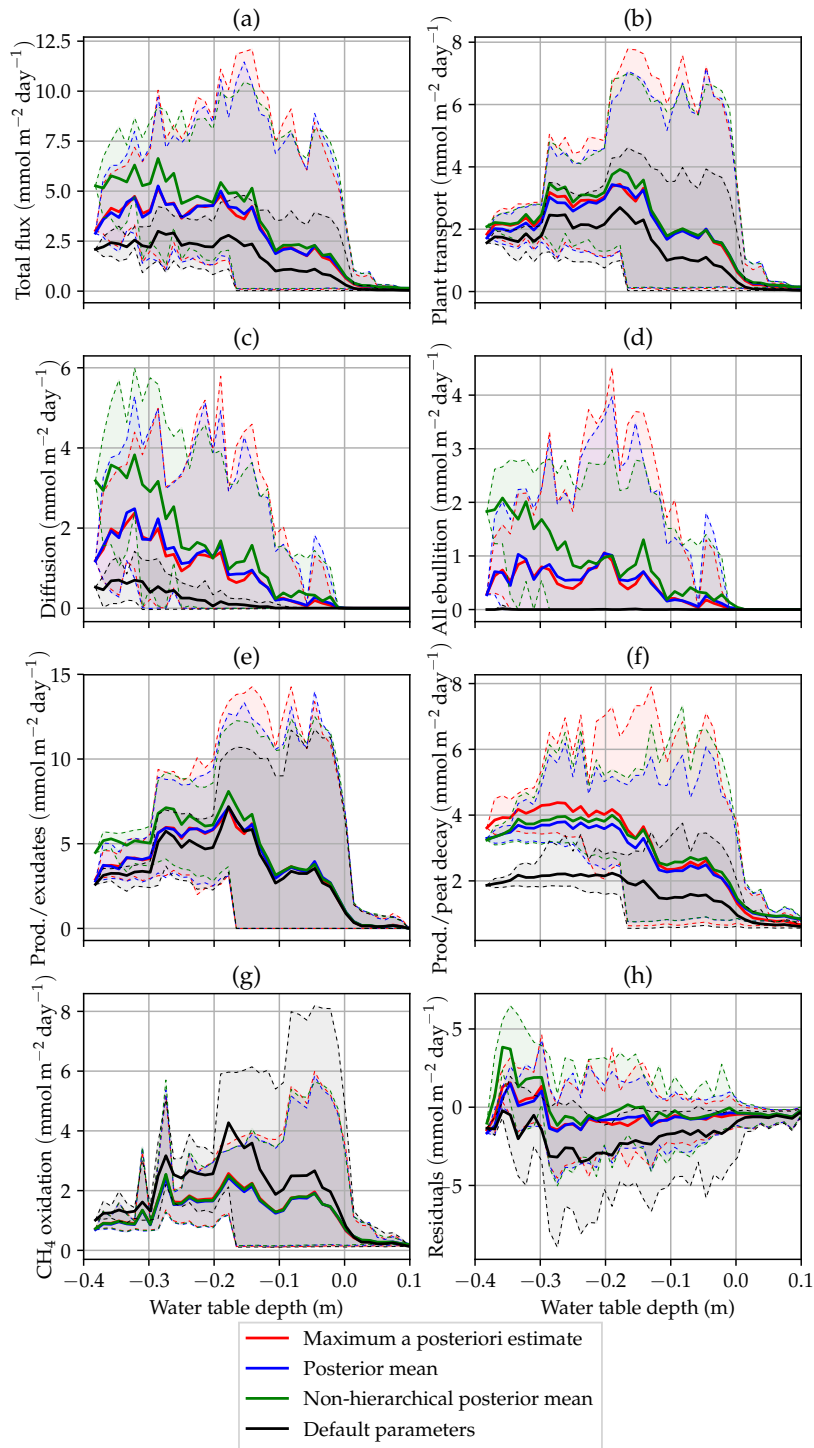 (a)
(b)
12.5
10.0
7.5
5.0
2.5
0.0
Total flux (mmol m⁻² day⁻¹)
8
6
4
2
0
Plant transport (mmol m⁻² day⁻¹)
(c)
(d)
6
4
2
0
Diffusion (mmol m⁻² day⁻¹)
4
3
2
1
0
All ebullition (mmol m⁻² day⁻¹)
(e)
(f)
15
10
5
0
Prod./exudates (mmol m⁻² day⁻¹)
8
6
4
2
Prod./peat decay (mmol m⁻² day⁻¹)
(g)
(h)
8
6
4
2
0
CH₄ oxidation (mmol m⁻² day⁻¹)
5
0
−5
Residuals (mmol m⁻² day⁻¹)
−0.4 −0.3 −0.2 −0.1 0.0 0.1
−0.4 −0.3 −0.2 −0.1 0.0 0.1
Water table depth (m)
Water table depth (m)
Maximum a posteriori estimate
Posterior mean
Non-hierarchical posterior mean
Default parameters